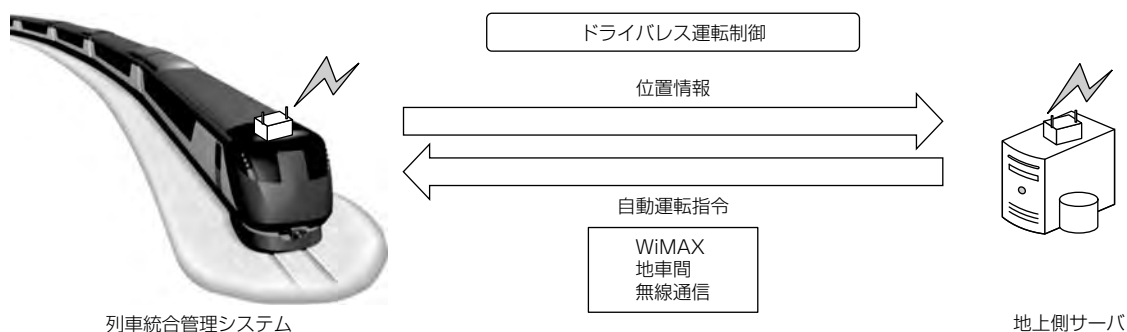 ドライバレス運転制御
位置情報
自動運転指令
WiMAX
地車間
無線通信
列車統合管理システム
地上側サーバ